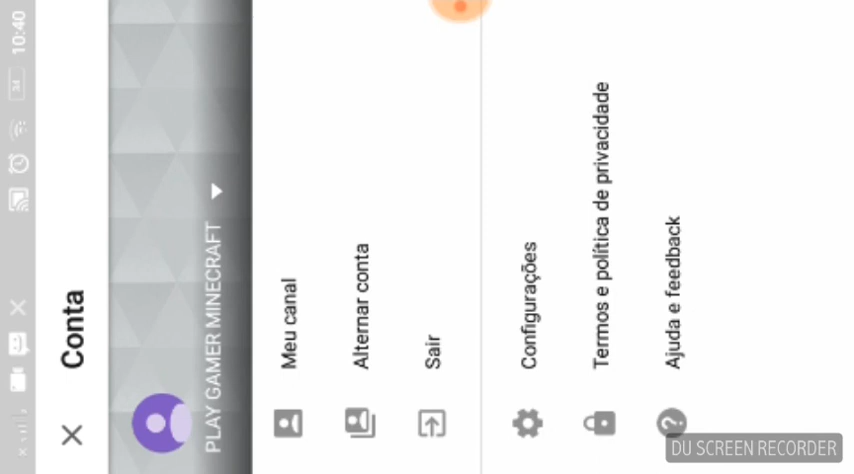 10:40
34
Conta
PLAY GAMER MINECRAFT
Meu canal
Alternar conta
Sair
Configurações
Termos e política de privacidade
Ajuda e feedback
DU SCREEN RECORDER